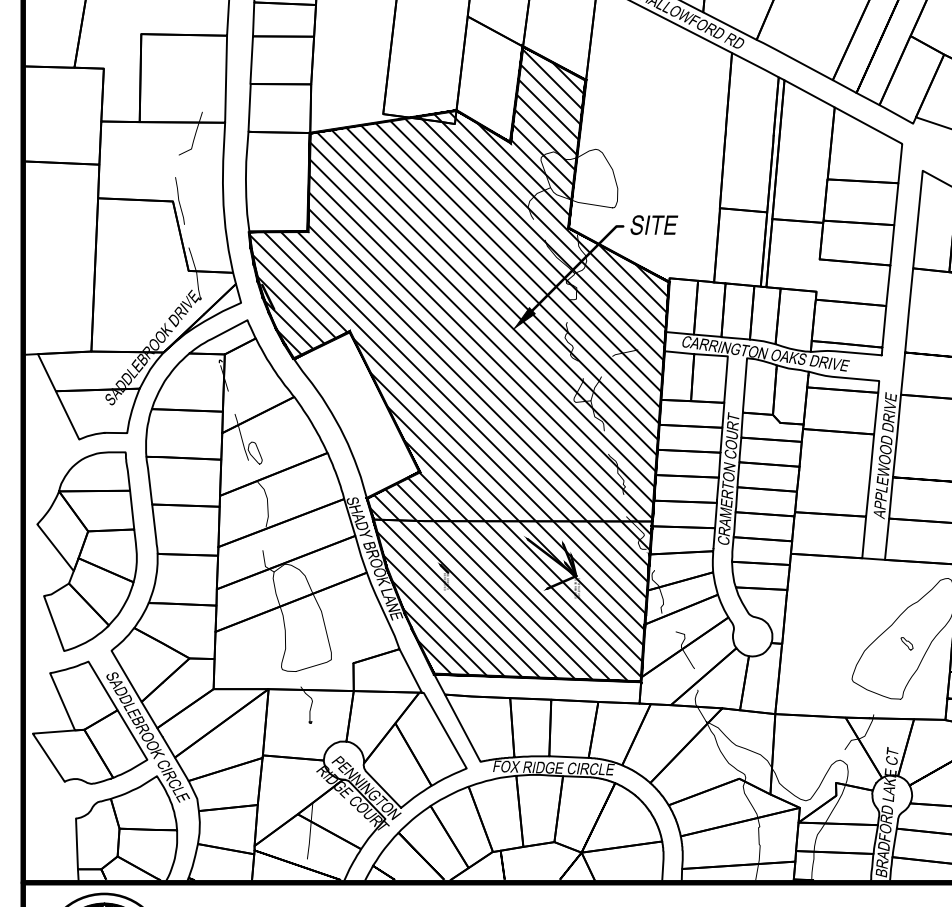 HALLOWFORD RD
SITE
SADDLEBROOK DRIVE
CARRINGTON OAKS DRIVE
CRAMERTON COURT
APPLEWOOD DRIVE
SHADY BROOK LANE
SADDLEBROOK CIRCLE
PENNINGTON
RIDGE COURT
FOX RIDGE CIRCLE
BRADFORD LAKE CT